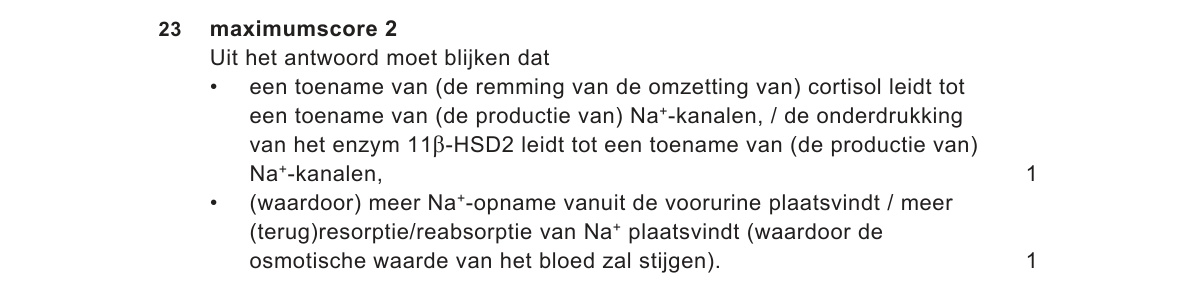 23 maximumscore 2
Uit het antwoord moet blijken dat
• een toename van (de remming van de omzetting van) cortisol leidt tot
een toename van (de productie van) Na⁺-kanalen, / de onderdrukking
van het enzym 11β-HSD2 leidt tot een toename van (de productie van)
Na⁺-kanalen, 1
• (waardoor) meer Na⁺-opname vanuit de voorurine plaatsvindt / meer
(terug)resorptie/reabsorptie van Na⁺ plaatsvindt (waardoor de
osmotische waarde van het bloed zal stijgen). 1